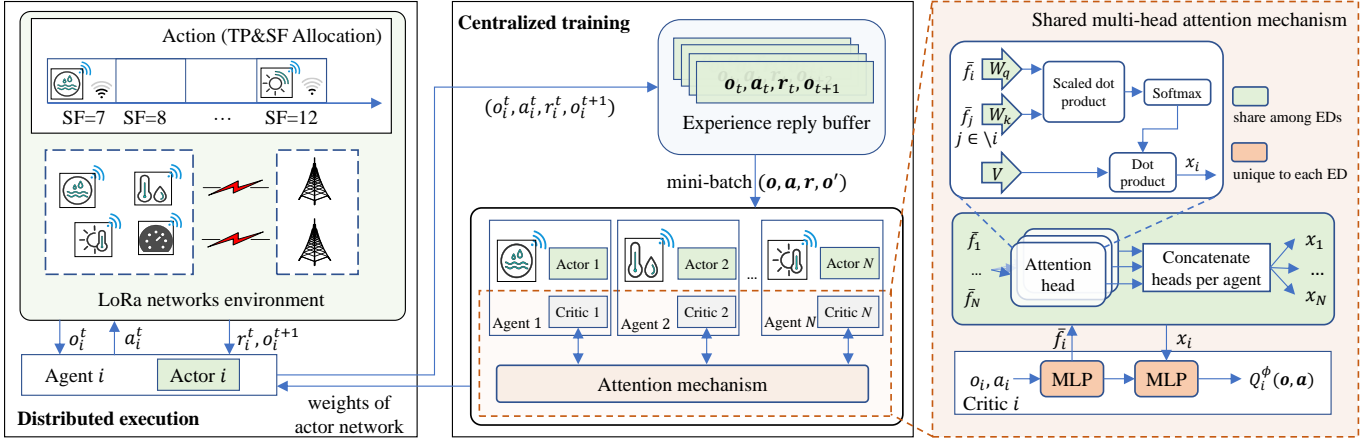 Action (TP&SF Allocation)
SF=7 SF=8 ... SF=12
LoRa networks environment
o_i^t a_i^t r_i^t, o_i^{t+1}
Agent i Actor i
Distributed execution
Centralized training
(o_i^t, a_i^t, r_i^t, o_i^{t+1})
o_t, a_t, r_t, o_{t+1}
Experience reply buffer
mini-batch (o, a, r, o′)
Actor 1 Actor 2 ... Actor N
Critic 1 Critic 2 Critic N
Agent 1 Agent 2 Agent N
Attention mechanism
weights of
actor network
Shared multi-head attention mechanism
f̄_i W_q
Scaled dot
product
Softmax
f̄_j W_k
j ∈ \i
V
Dot
product
x_i
share among EDs
unique to each ED
f̄_1
...
f̄_N
Attention
head
Concatenate
heads per agent
x_1
...
x_N
f̄_i x_i
o_i, a_i MLP MLP Q_i^ϕ(o, a)
Critic i